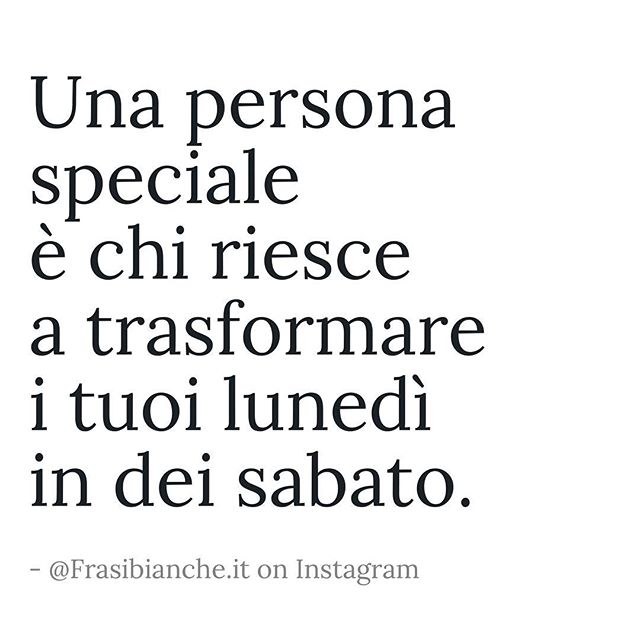 Una persona
speciale
è chi riesce
a trasformare
i tuoi lunedì
in dei sabato.
- @Frasibianche.it on Instagram